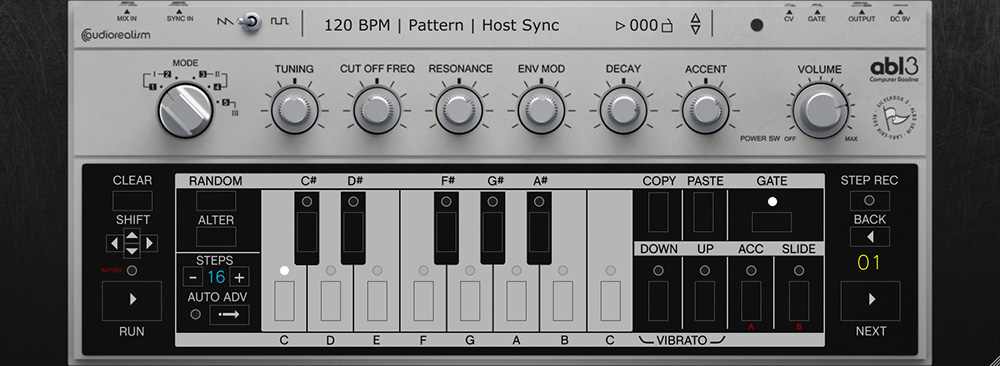 MIX IN
SYNC IN
CV
GATE
OUTPUT
DC 9V
audiorealism
120 BPM | Pattern | Host Sync
000
MODE
I
II
1
2
3
4
5
III
TUNING
CUT OFF FREQ
RESONANCE
ENV MOD
DECAY
ACCENT
VOLUME
POWER SW
OFF
MAX
abl3
Computer Bassline
CLEAR
SHIFT
BATTERY
RUN
RANDOM
ALTER
STEPS
- 16 +
AUTO ADV
C#
D#
F#
G#
A#
C
D
E
F
G
A
B
C
COPY
PASTE
GATE
DOWN
UP
ACC
SLIDE
A
B
VIBRATO
STEP REC
BACK
01
NEXT